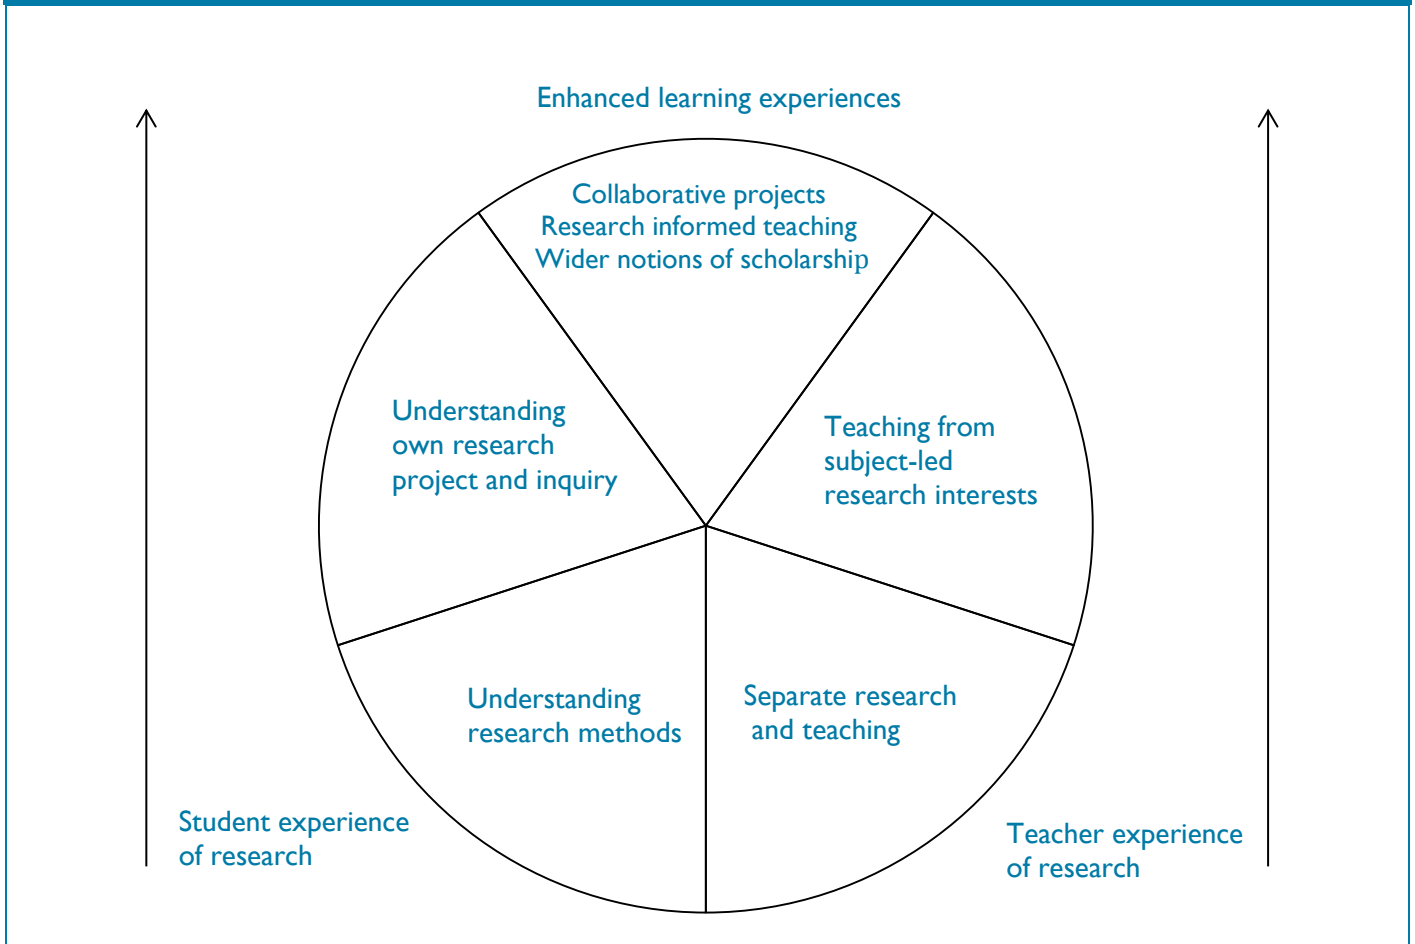 Enhanced learning experiences
Collaborative projects
Research informed teaching
Wider notions of scholarship
Understanding
own research
project and inquiry
Teaching from
subject-led
research interests
Understanding
research methods
Separate research
and teaching
Student experience
of research
Teacher experience
of research